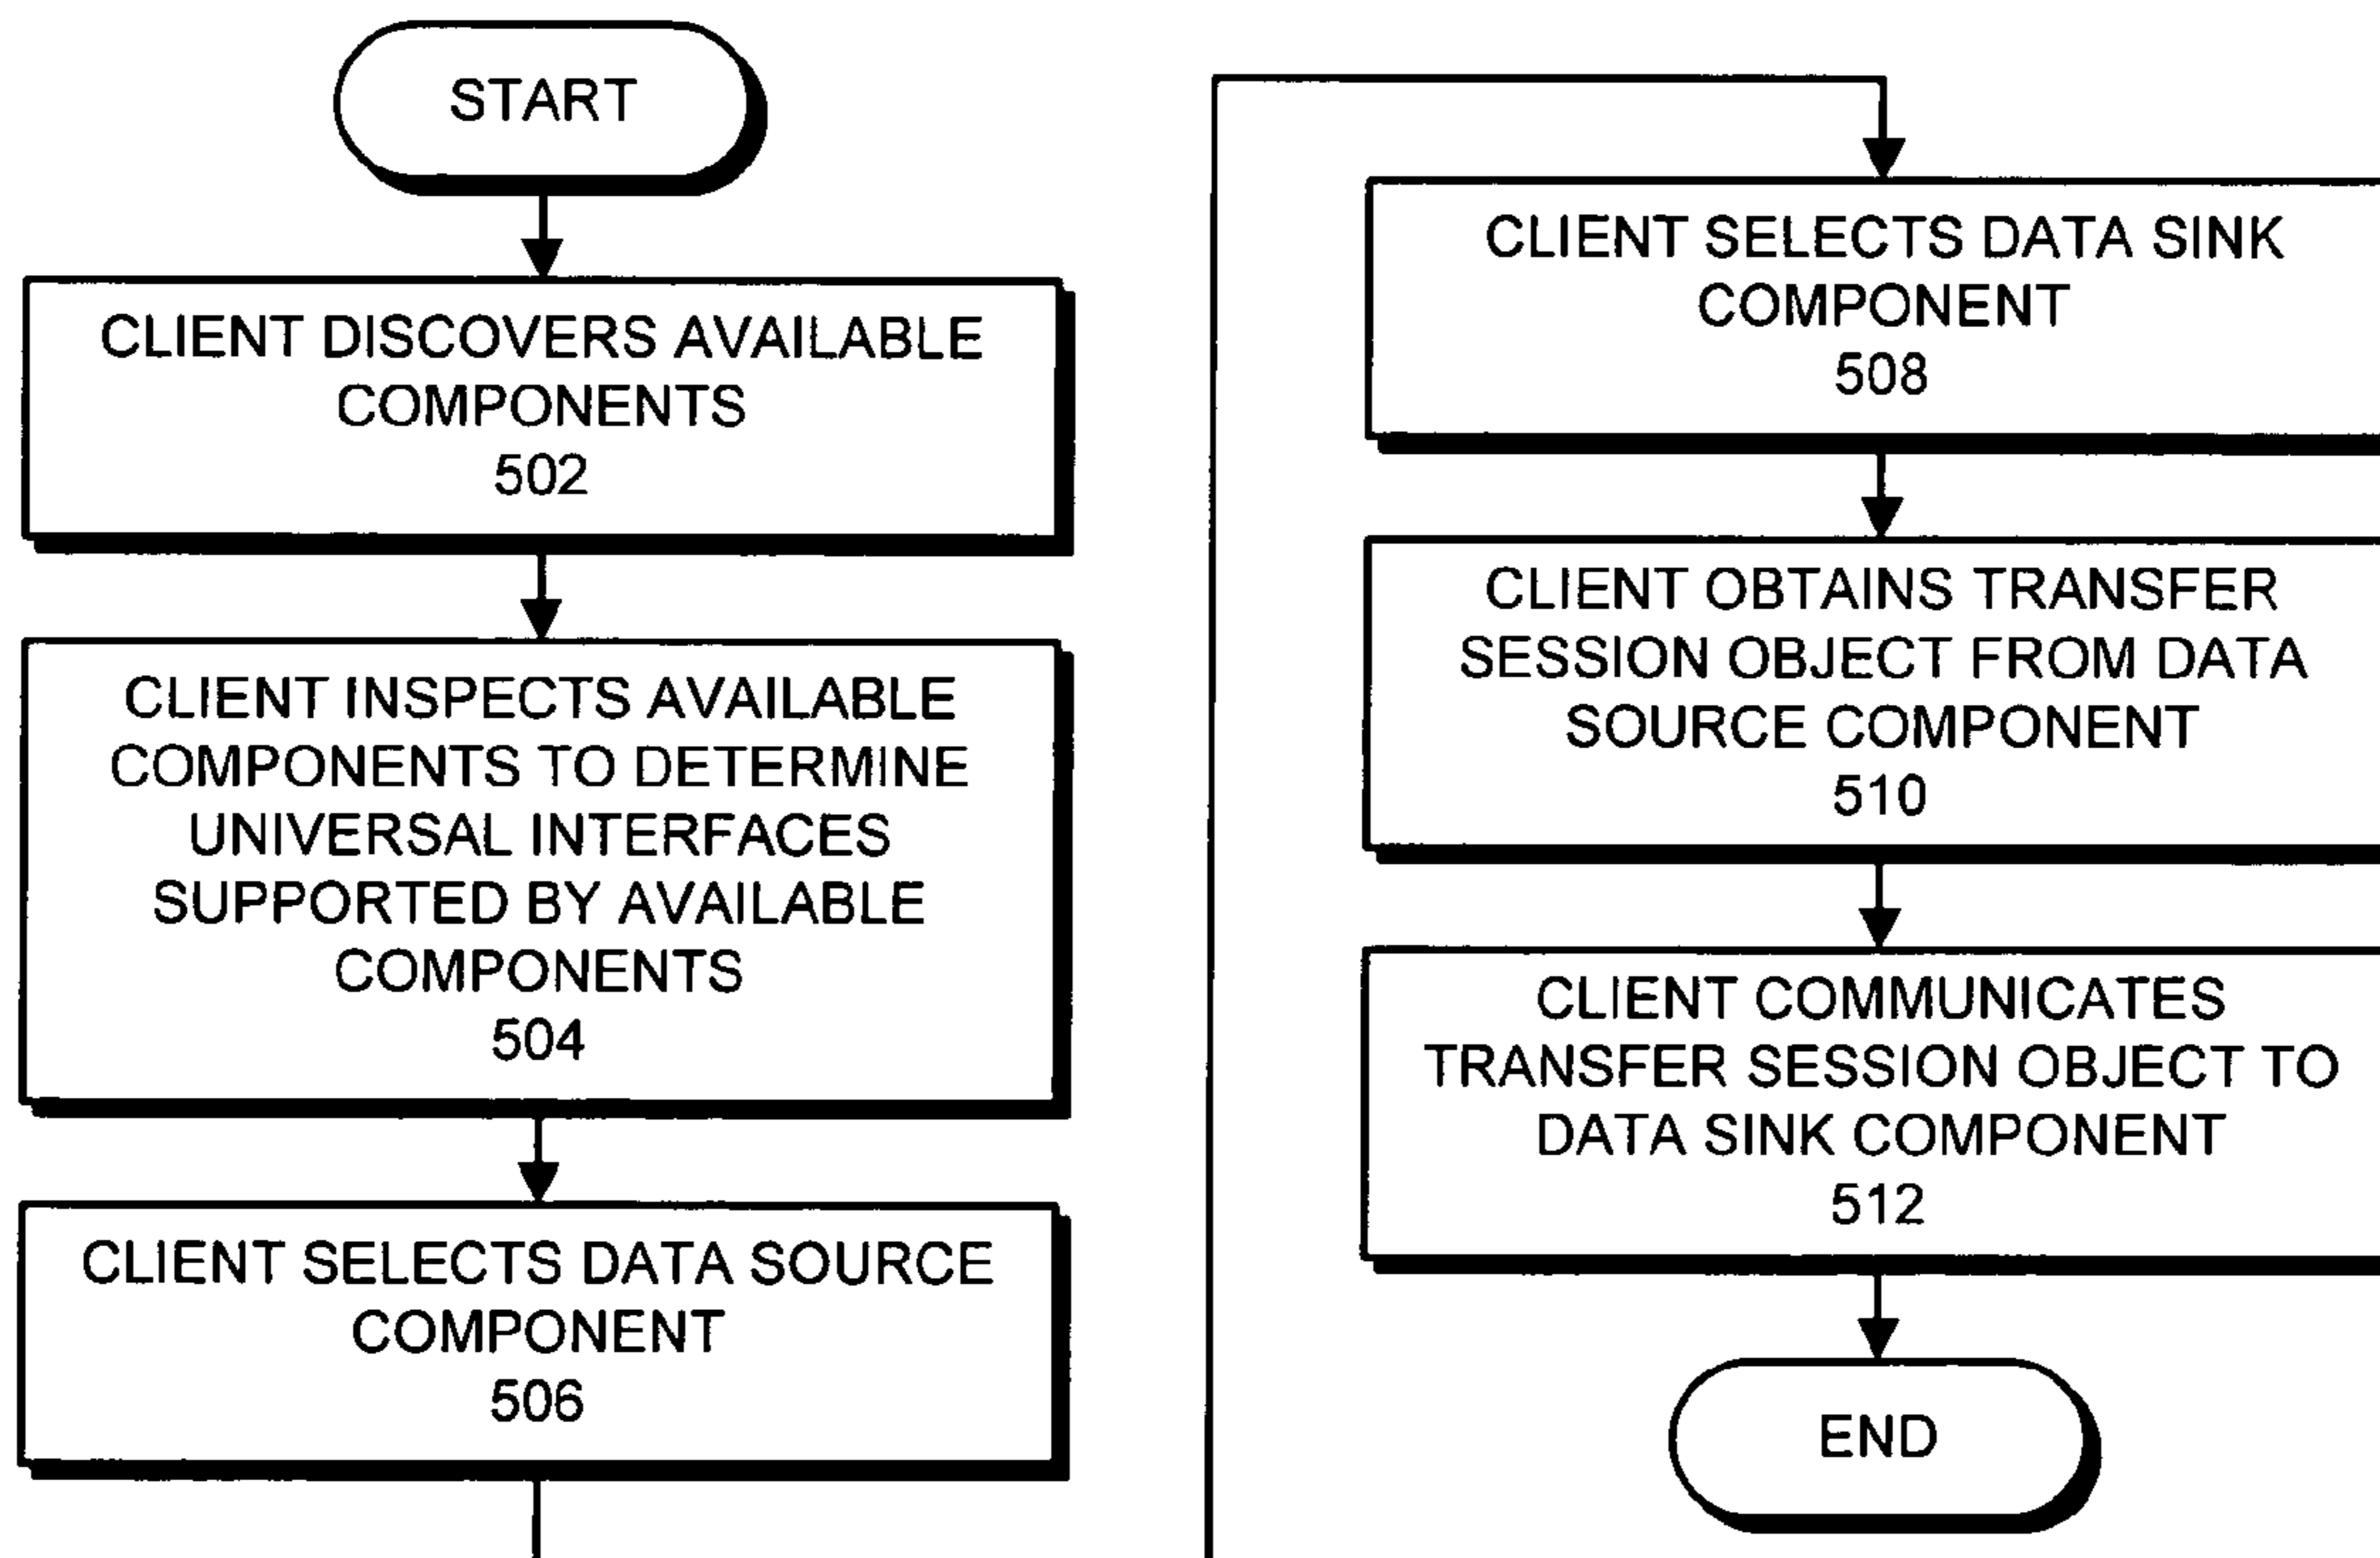 START
CLIENT DISCOVERS AVAILABLE
COMPONENTS
502
CLIENT INSPECTS AVAILABLE
COMPONENTS TO DETERMINE
UNIVERSAL INTERFACES
SUPPORTED BY AVAILABLE
COMPONENTS
504
CLIENT SELECTS DATA SOURCE
COMPONENT
506
CLIENT SELECTS DATA SINK
COMPONENT
508
CLIENT OBTAINS TRANSFER
SESSION OBJECT FROM DATA
SOURCE COMPONENT
510
CLIENT COMMUNICATES
TRANSFER SESSION OBJECT TO
DATA SINK COMPONENT
512
END